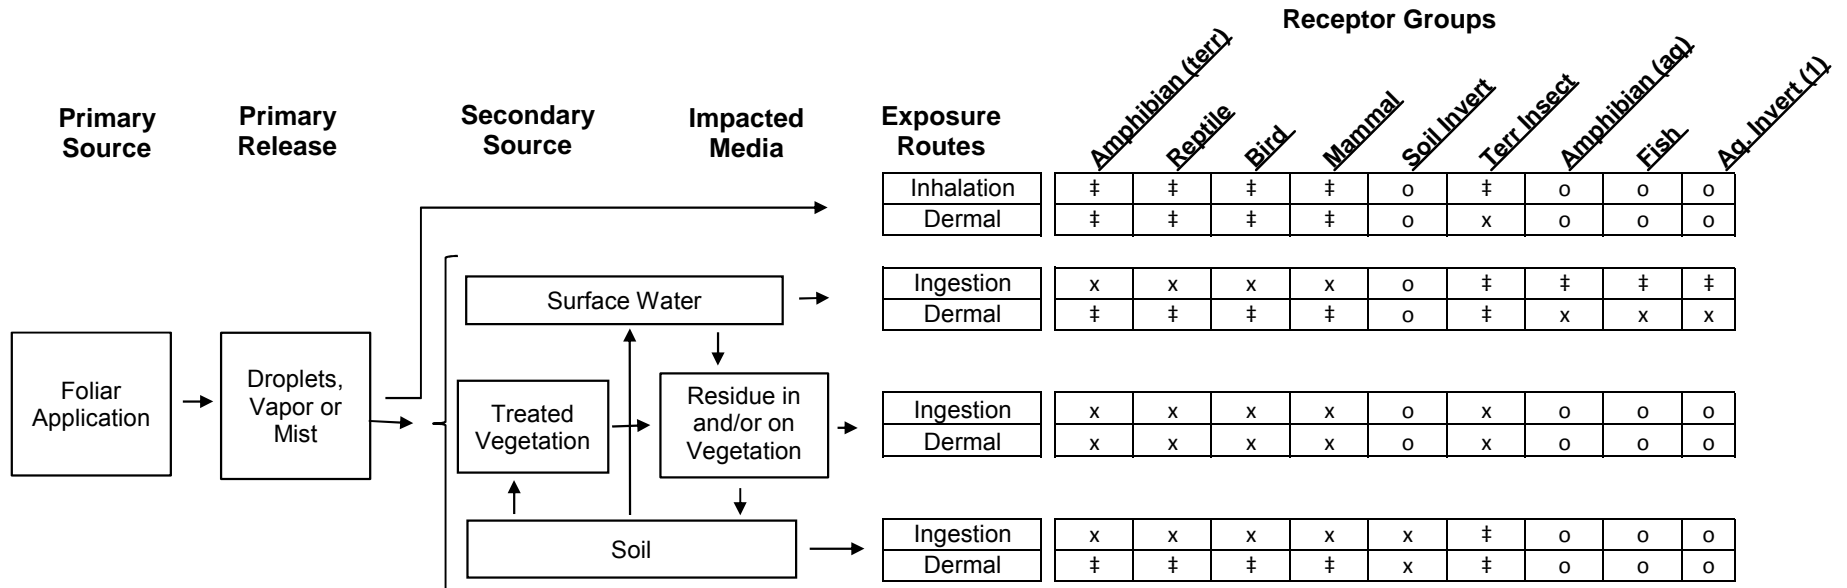 Receptor Groups
Primary
Source
Primary
Release
Secondary
Source
Impacted
Media
Exposure
Routes
Amphibian (terr)
Reptile
Bird
Mammal
Soil Invert
Terr Insect
Amphibian (aq)
Fish
Aq. Invert (1)
Inhalation ‡ ‡ ‡ ‡ o ‡ o o o
Dermal ‡ ‡ ‡ ‡ o x o o o
Surface Water
Ingestion x x x x o ‡ ‡ ‡ ‡
Dermal ‡ ‡ ‡ ‡ o ‡ x x x
Foliar
Application
Droplets,
Vapor or
Mist
Treated
Vegetation
Residue in
and/or on
Vegetation
Ingestion x x x x o x o o o
Dermal x x x x o x o o o
Soil
Ingestion x x x x x ‡ o o o
Dermal ‡ ‡ ‡ ‡ x ‡ o o o